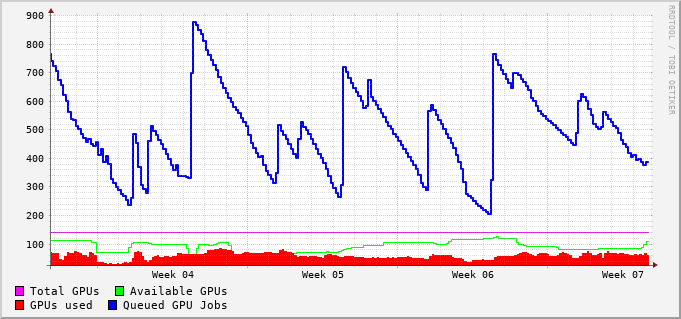 900
800
700
600
500
400
300
200
100
Week 04 Week 05 Week 06 Week 07
Total GPUs Available GPUs
GPUs used Queued GPU Jobs
RRDTOOL / TOBI OETIKER